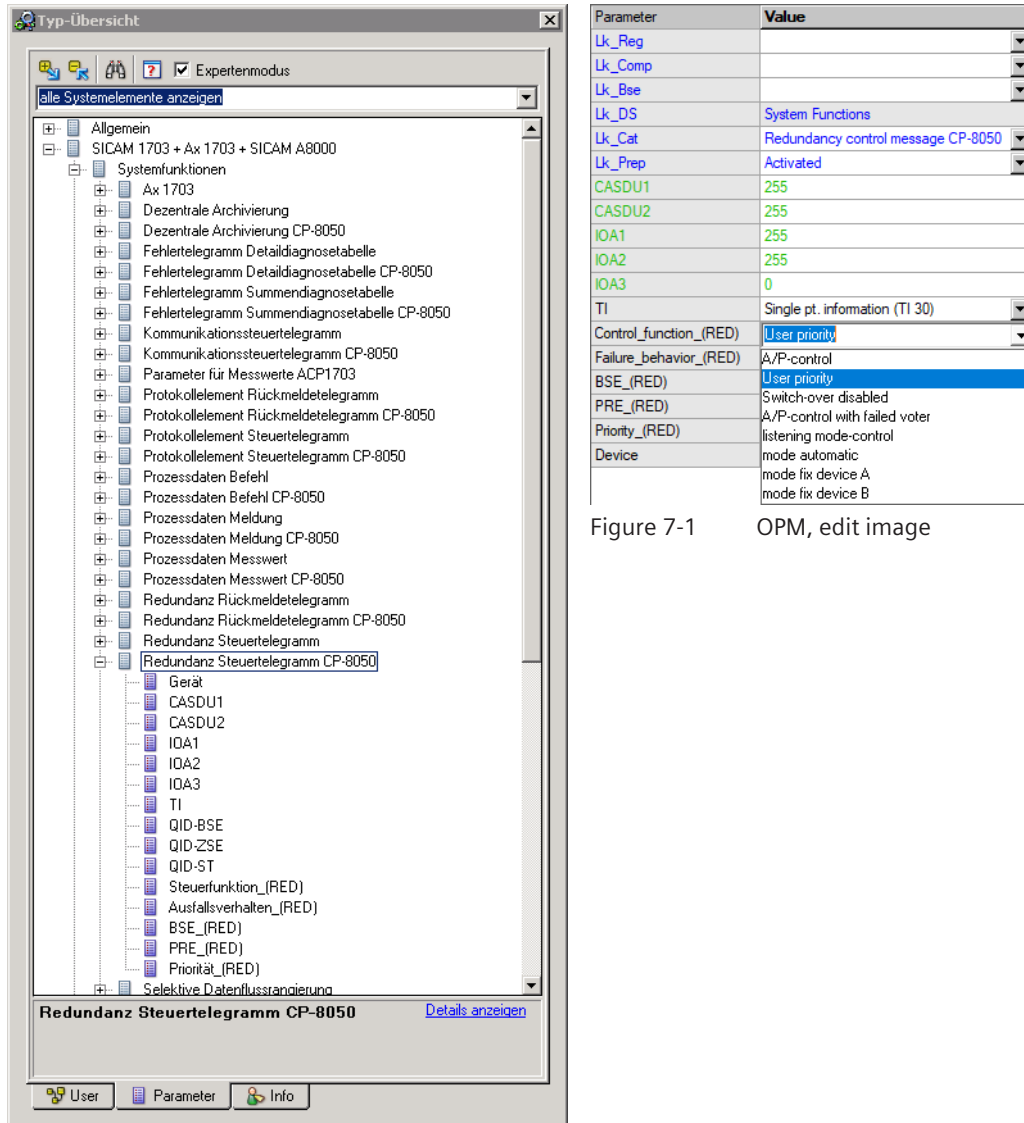 Typ-Übersicht
Expertenmodus
alle Systemelemente anzeigen
Allgemein
SICAM 1703 + Ax 1703 + SICAM A8000
Systemfunktionen
Ax 1703
Dezentrale Archivierung
Dezentrale Archivierung CP-8050
Fehlertelegramm Detaildiagnosetabelle
Fehlertelegramm Detaildiagnosetabelle CP-8050
Fehlertelegramm Summendiagnosetabelle
Fehlertelegramm Summendiagnosetabelle CP-8050
Kommunikationssteuertelegramm
Kommunikationssteuertelegramm CP-8050
Parameter für Messwerte ACP1703
Protokollelement Rückmeldetelegramm
Protokollelement Rückmeldetelegramm CP-8050
Protokollelement Steuertelegramm
Protokollelement Steuertelegramm CP-8050
Prozessdaten Befehl
Prozessdaten Befehl CP-8050
Prozessdaten Meldung
Prozessdaten Meldung CP-8050
Prozessdaten Messwert
Prozessdaten Messwert CP-8050
Redundanz Rückmeldetelegramm
Redundanz Rückmeldetelegramm CP-8050
Redundanz Steuertelegramm
Redundanz Steuertelegramm CP-8050
Gerät
CASDU1
CASDU2
IOA1
IOA2
IOA3
TI
QID-BSE
QID-ZSE
QID-ST
Steuerfunktion_(RED)
Ausfallsverhalten_(RED)
BSE_(RED)
PRE_(RED)
Priorität_(RED)
Selektive Datenflussrangierung
Redundanz Steuertelegramm CP-8050 Details anzeigen
User Parameter Info
Parameter Value
Lk_Reg
Lk_Comp
Lk_Bse
Lk_DS System Functions
Lk_Cat Redundancy control message CP-8050
Lk_Prep Activated
CASDU1 255
CASDU2 255
IOA1 255
IOA2 255
IOA3 0
TI Single pt. information (TI 30)
Control_function_(RED) User priority
Failure_behavior_(RED) A/P-control
BSE_(RED) User priority
Switch-over disabled
PRE_(RED) A/P-control with failed voter
Priority_(RED) listening mode-control
Device mode automatic
mode fix device A
mode fix device B
Figure 7-1 OPM, edit image